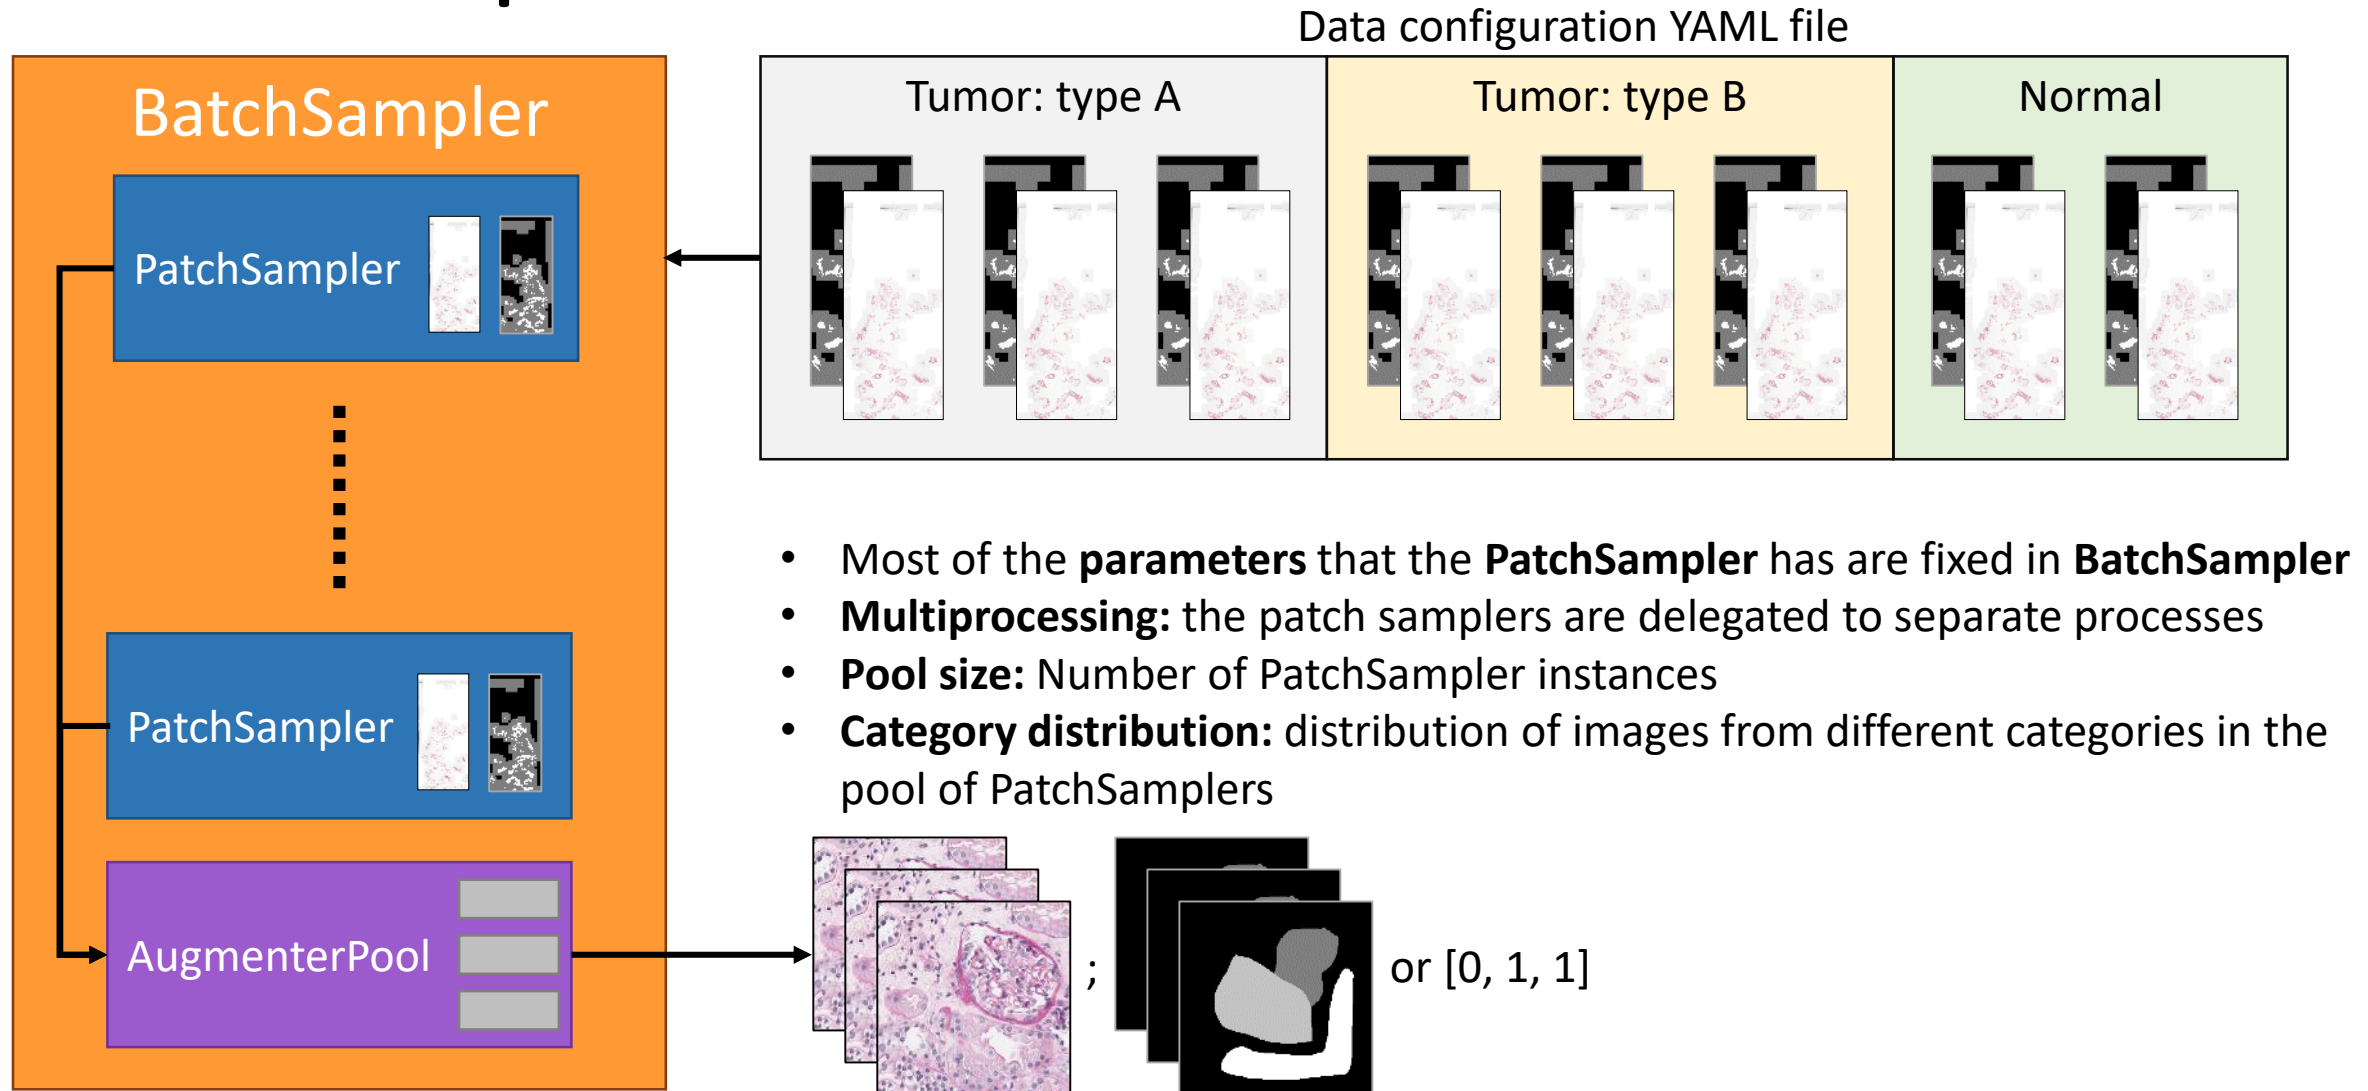 Data configuration YAML file
BatchSampler
Tumor: type A
Tumor: type B
Normal
PatchSampler
PatchSampler
AugmenterPool
• Most of the parameters that the PatchSampler has are fixed in BatchSampler
• Multiprocessing: the patch samplers are delegated to separate processes
• Pool size: Number of PatchSampler instances
• Category distribution: distribution of images from different categories in the
pool of PatchSamplers
; or [0, 1, 1]